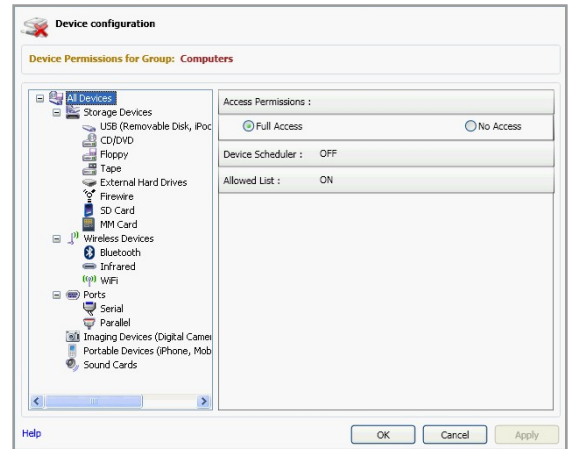 Device configuration
Device Permissions for Group: Computers
All Devices
Storage Devices
USB (Removable Disk, iPoc
CD/DVD
Floppy
Tape
External Hard Drives
Firewire
SD Card
MM Card
Wireless Devices
Bluetooth
Infrared
WiFi
Ports
Serial
Parallel
Imaging Devices (Digital Camer
Portable Devices (iPhone, Mob
Sound Cards
Access Permissions :
Full Access No Access
Device Scheduler : OFF
Allowed List : ON
Help OK Cancel Apply